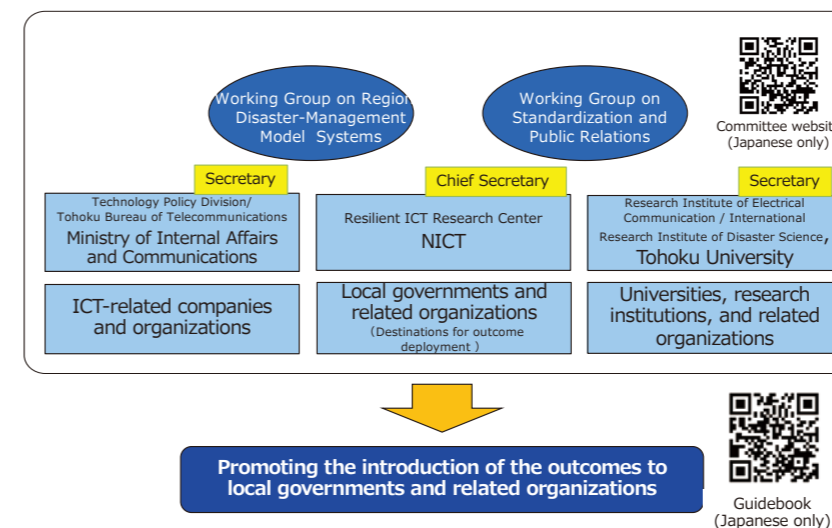 Working Group on Region
Disaster-Management
Model Systems
Working Group on
Standardization and
Public Relations
Committee websit
(Japanese only)
Secretary
Technology Policy Division/
Tohoku Bureau of Telecommunications
Ministry of Internal Affairs
and Communications
Chief Secretary
Resilient ICT Research Center
NICT
Secretary
Research Institute of Electrical
Communication / International
Research Institute of Disaster Science,
Tohoku University
ICT-related companies
and organizations
Local governments and
related organizations
(Destinations for outcome
deployment )
Universities, research
institutions, and related
organizations
Promoting the introduction of the outcomes to
local governments and related organizations
Guidebook
(Japanese only)